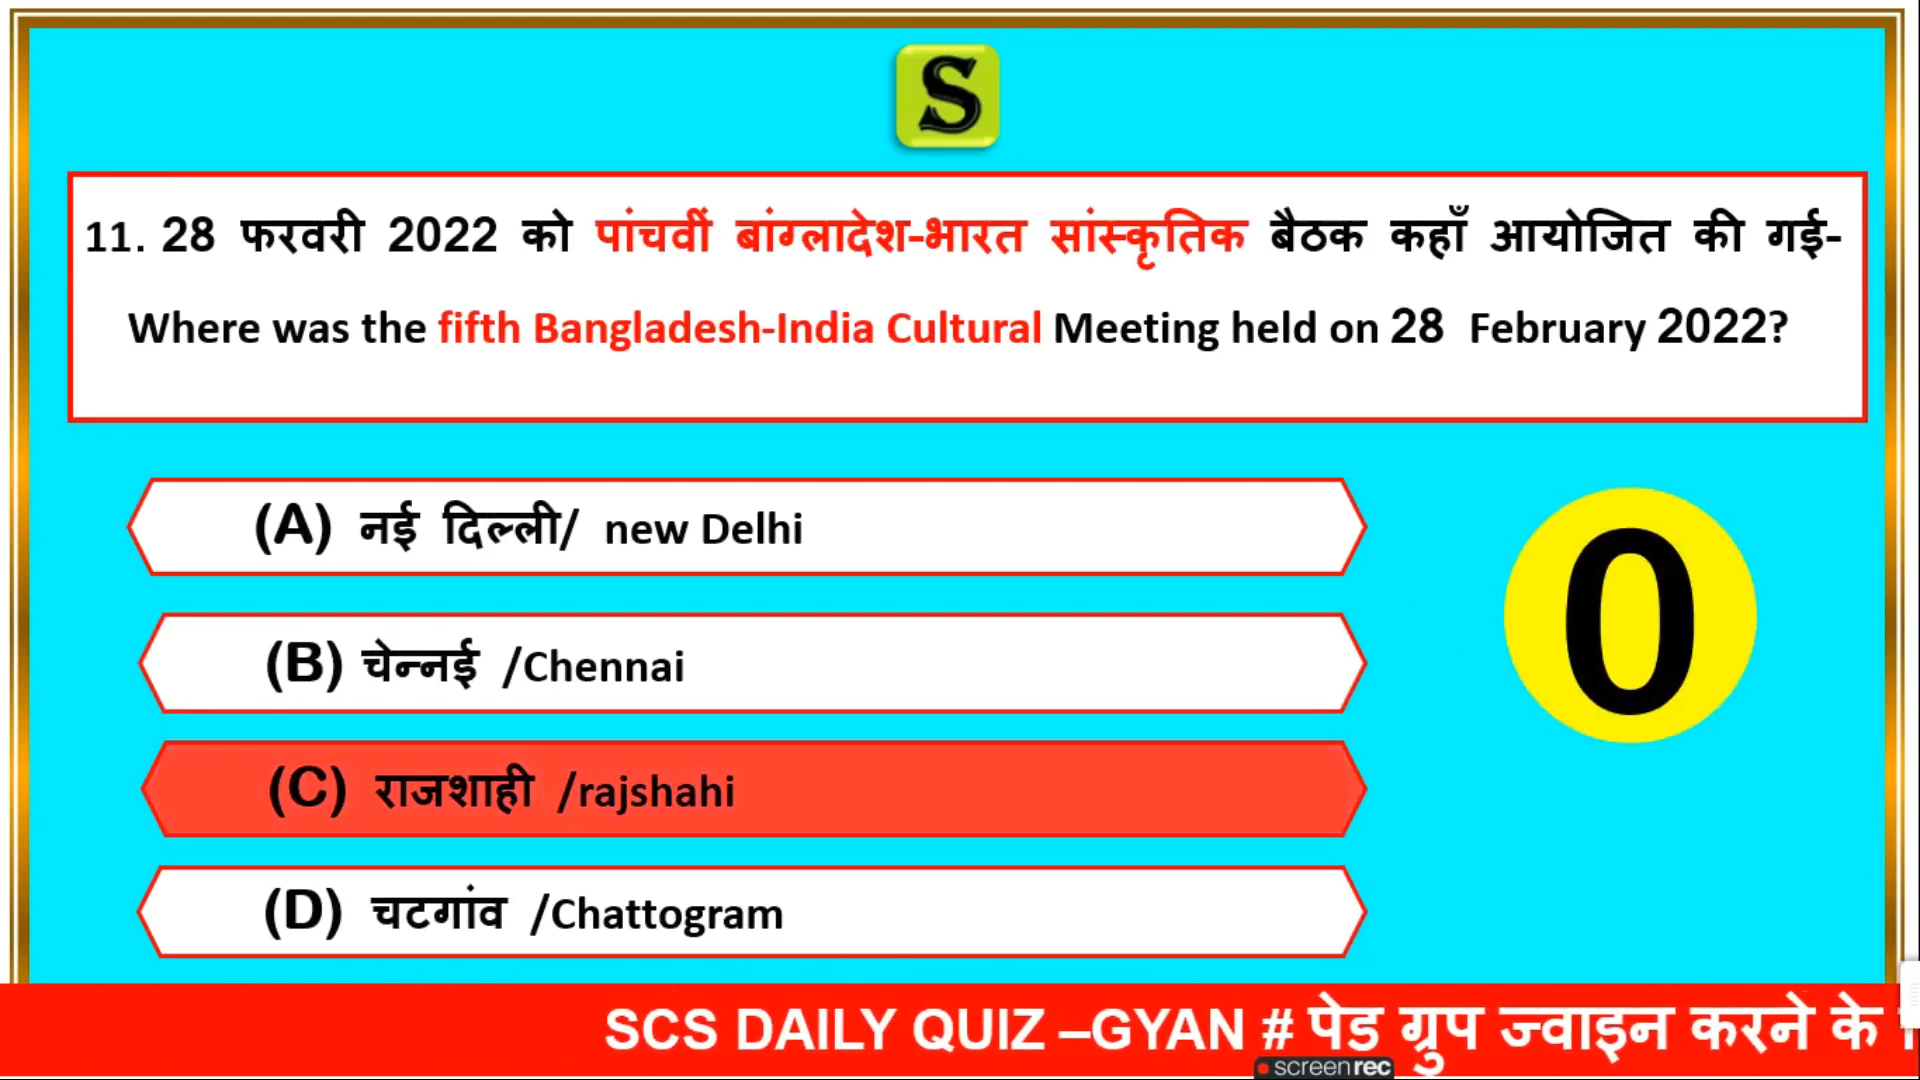 S
11. 28 फरवरी 2022 को पांचवीं बांग्लादेश-भारत सांस्कृतिक बैठक कहाँ आयोजित की गई-
Where was the fifth Bangladesh-India Cultural Meeting held on 28 February 2022?
(A) नई दिल्ली/ new Delhi
(B) चेन्नई /Chennai
0
(C) राजशाही /rajshahi
(D) चटगांव /Chattogram
SCS DAILY QUIZ –GYAN # पेड ग्रुप ज्वाइन करने के
screenrec